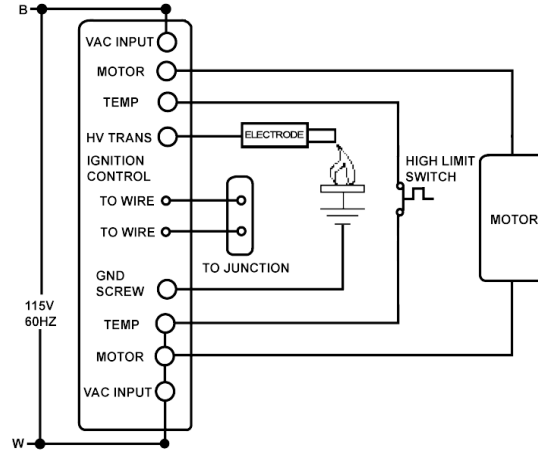 B
VAC INPUT
MOTOR
TEMP
HV TRANS
ELECTRODE
IGNITION
CONTROL
HIGH LIMIT
SWITCH
TO WIRE
TO WIRE
MOTOR
TO JUNCTION
GND
SCREW
115V
60HZ
TEMP
MOTOR
VAC INPUT
W